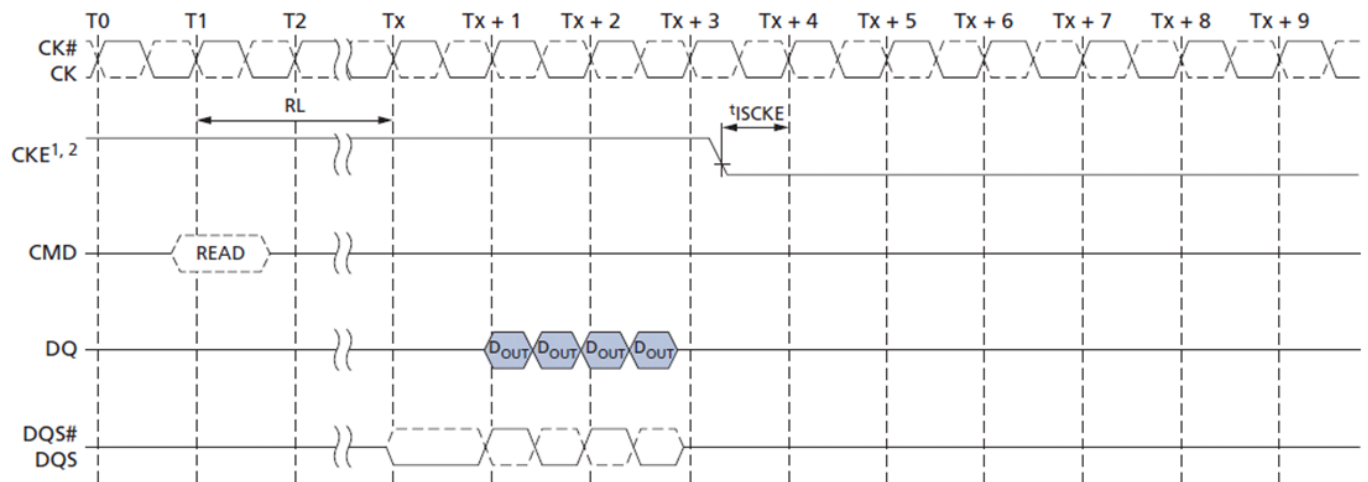 T0 T1 T2 Tx Tx + 1 Tx + 2 Tx + 3 Tx + 4 Tx + 5 Tx + 6 Tx + 7 Tx + 8 Tx + 9
CK#
CK
RL
tISCKE
CKE1, 2
CMD
READ
DQ
DOUT DOUT DOUT DOUT
DQS#
DQS